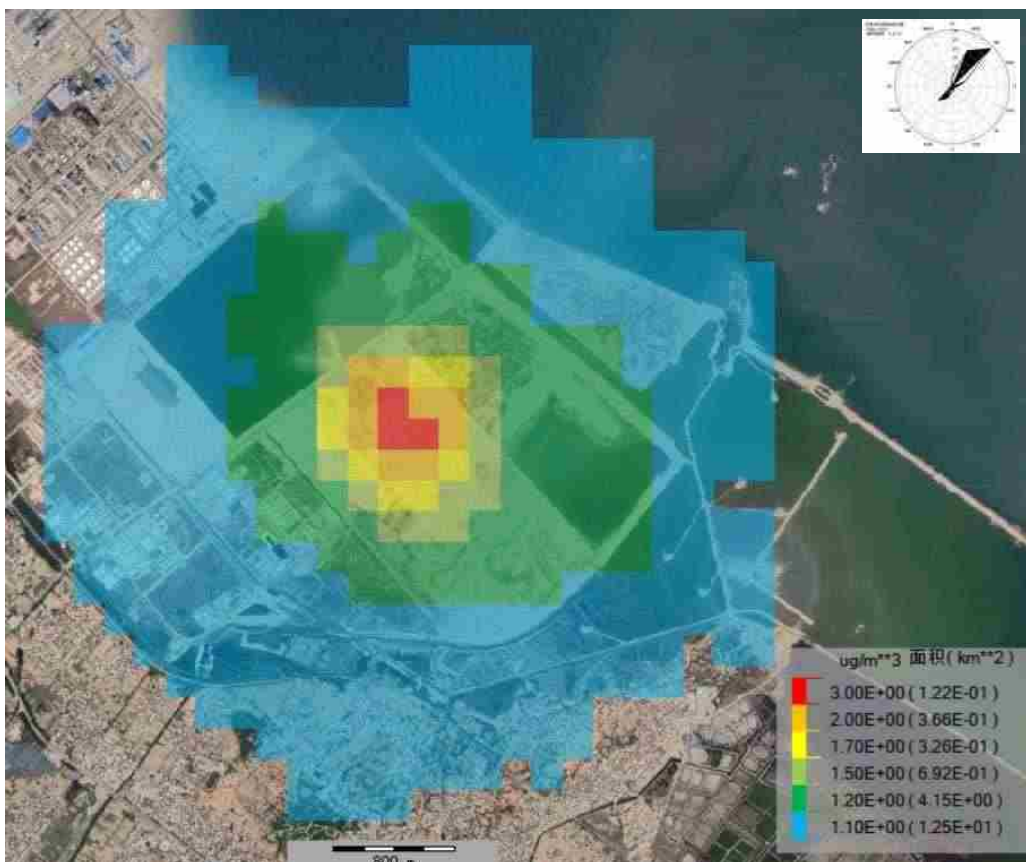 ug/m**3 面积( km**2)
3.00E+00 ( 1.22E-01 )
2.00E+00 ( 3.66E-01 )
1.70E+00 ( 3.26E-01 )
1.50E+00 ( 6.92E-01 )
1.20E+00 ( 4.15E+00 )
1.10E+00 ( 1.25E+01 )